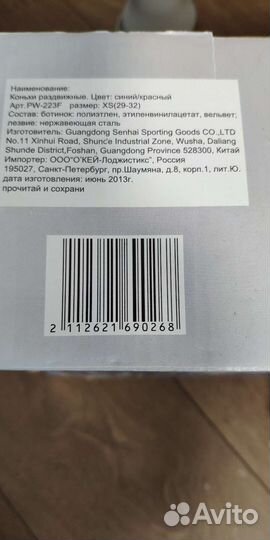 Наименование:
Коньки раздвижные. Цвет: синий/красный
Арт.PW-223F размер: XS(29-32)
Состав: ботинок: полиэтлен, этиленвинилацетат, вельвет;
лезвие: нержавеющая сталь
Изготовитель: Guangdong Senhai Sporting Goods CO.,LTD
No.11 Xinhui Road, Shunde Industrial Zone, Wusha, Daliang
Shunde District,Foshan, Guangdong Province 528300, Китай
Импортер: ООО"О'КЕЙ-Лоджистикс", Россия
195027, Санкт-Петербург, пр.Шаумяна, д.8, корп.1, лит.Ю.
дата изготовления: июнь 2013г.
прочитай и сохрани
2 112621 690268
Avito